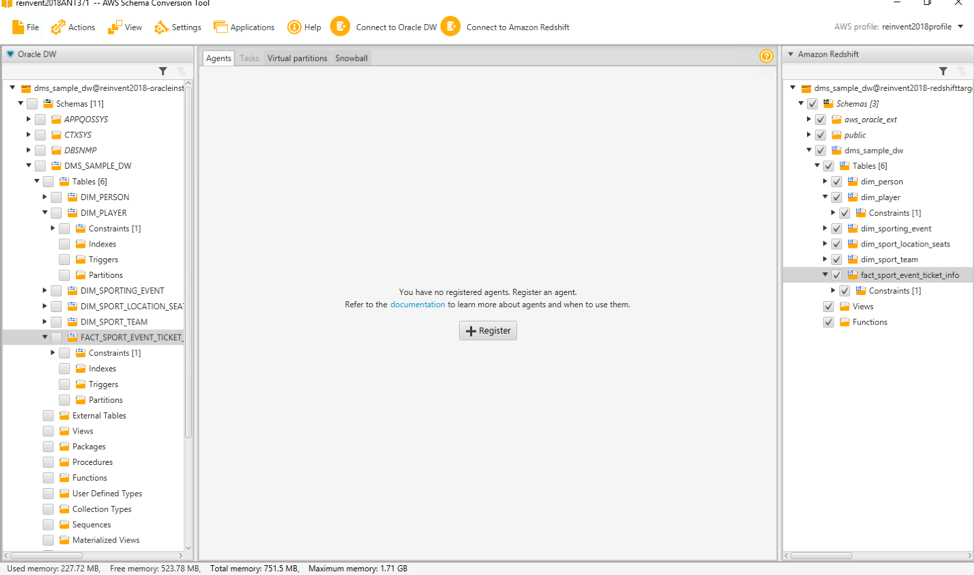 reinvent2018ANT371 -- AWS Schema Conversion Tool
File Actions View Settings Applications Help Connect to Oracle DW Connect to Amazon Redshift AWS profile: reinvent2018profile
Oracle DW
dms_sample_dw@reinvent2018-oracleinst
Schemas [11]
APPQOSSYS
CTXSYS
DBSNMP
DMS_SAMPLE_DW
Tables [6]
DIM_PERSON
DIM_PLAYER
Constraints [1]
Indexes
Triggers
Partitions
DIM_SPORTING_EVENT
DIM_SPORT_LOCATION_SEA
DIM_SPORT_TEAM
FACT_SPORT_EVENT_TICKET_
Constraints [1]
Indexes
Triggers
Partitions
External Tables
Views
Packages
Procedures
Functions
User Defined Types
Collection Types
Sequences
Materialized Views
Agents Tasks Virtual partitions Snowball
?
You have no registered agents. Register an agent.
Refer to the documentation to learn more about agents and when to use them.
+ Register
Amazon Redshift
dms_sample_dw@reinvent2018-redshifttarge
Schemas [3]
aws_oracle_ext
public
dms_sample_dw
Tables [6]
dim_person
dim_player
Constraints [1]
dim_sporting_event
dim_sport_location_seats
dim_sport_team
fact_sport_event_ticket_info
Constraints [1]
Views
Functions
Used memory: 227.72 MB, Free memory: 523.78 MB, Total memory: 751.5 MB, Maximum memory: 1.71 GB